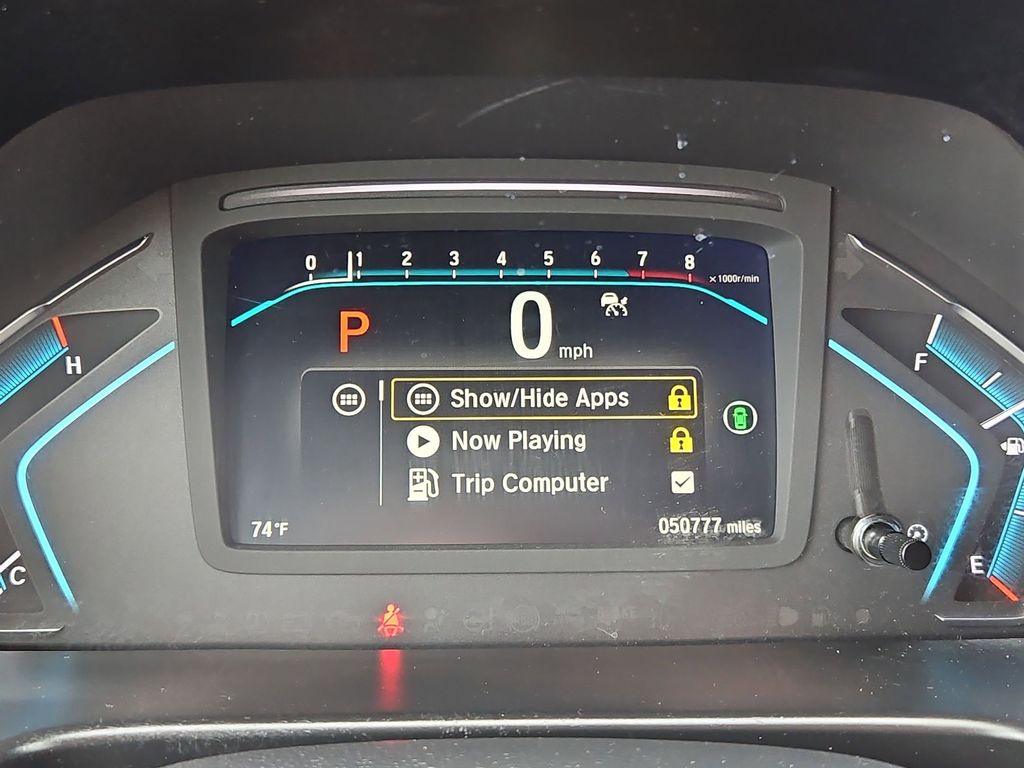 0 1 2 3 4 5 6 7 8
×1000r/min
P
0 mph
H
F
Show/Hide Apps
Now Playing
Trip Computer
74°F
050777 miles
C
E